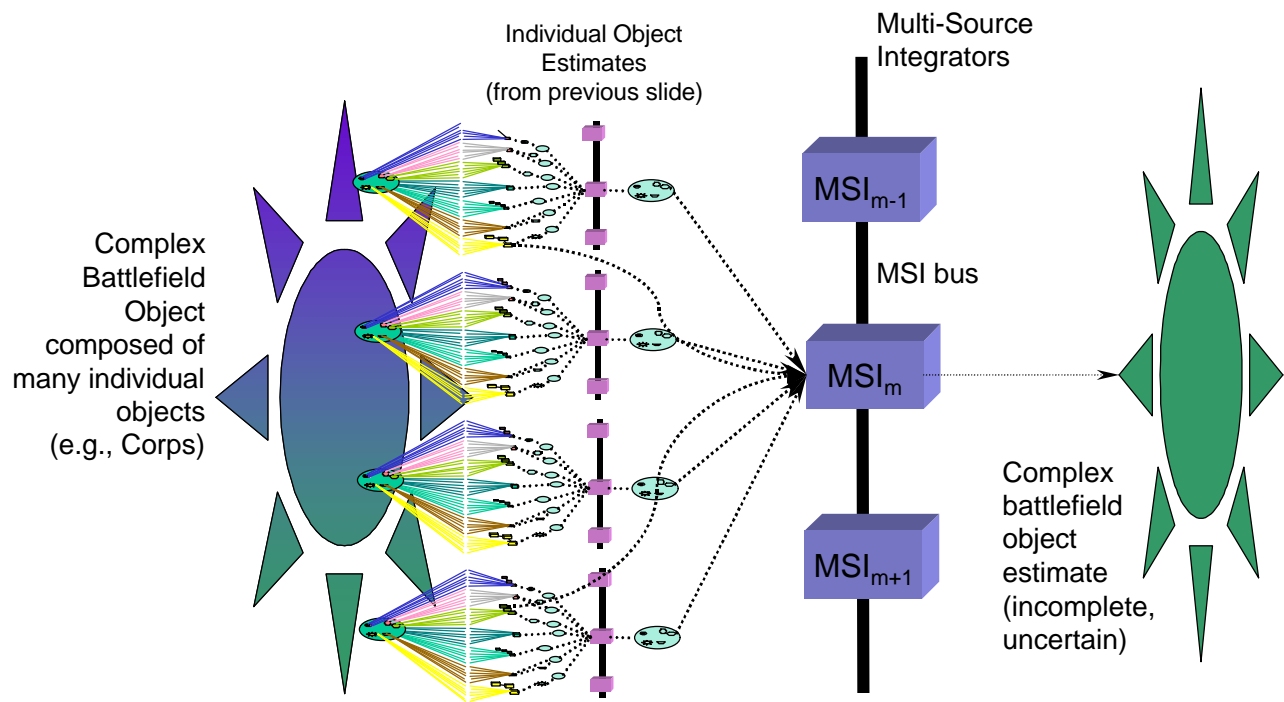 Individual Object
Estimates
(from previous slide)
Multi-Source
Integrators
Complex
Battlefield
Object
composed of
many individual
objects
(e.g., Corps)
MSIm-1
MSI bus
MSIm
MSIm+1
Complex
battlefield
object
estimate
(incomplete,
uncertain)